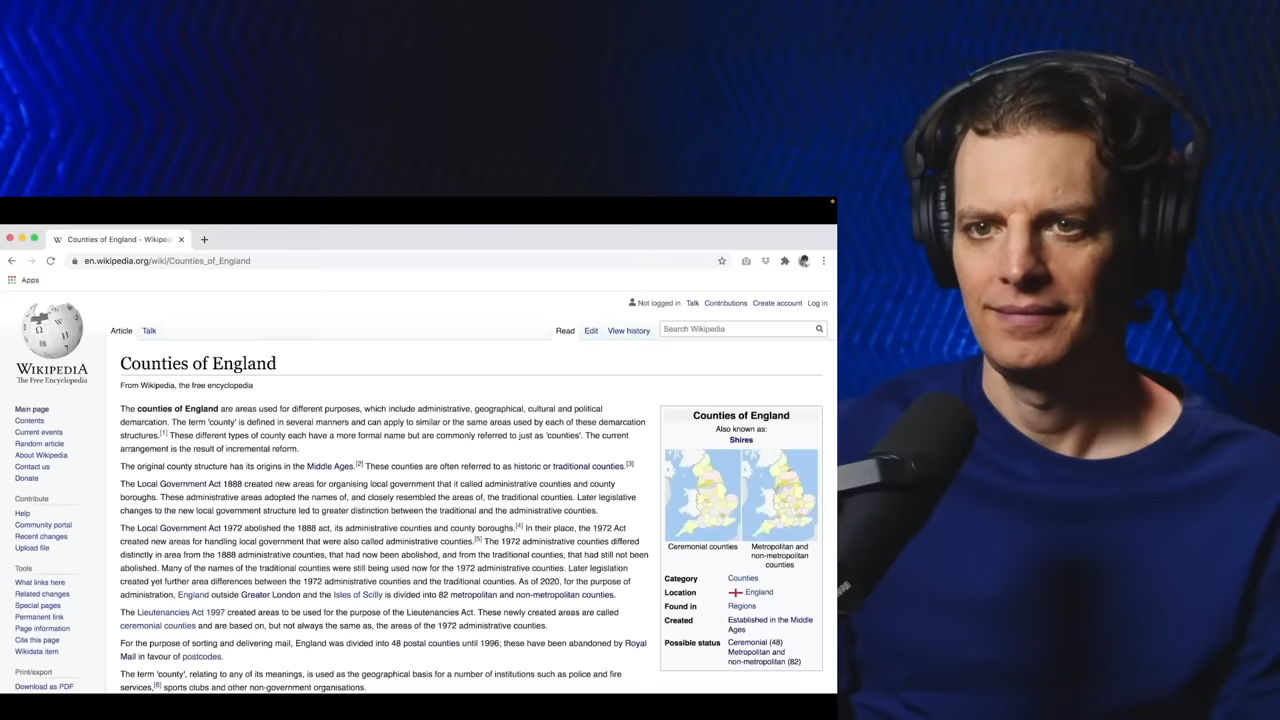 Counties of England - Wikiped
en.wikipedia.org/wiki/Counties_of_England
Apps
Not logged in Talk Contributions Create account Log in
Article Talk
Read Edit View history
Search Wikipedia
WIKIPEDIA
The Free Encyclopedia
Main page
Contents
Current events
Random article
About Wikipedia
Contact us
Donate
Contribute
Help
Community portal
Recent changes
Upload file
Tools
What links here
Related changes
Special pages
Permanent link
Page information
Cite this page
Wikidata item
Print/export
Download as PDF
Counties of England
From Wikipedia, the free encyclopedia
The counties of England are areas used for different purposes, which include administrative, geographical, cultural and political
demarcation. The term 'county' is defined in several manners and can apply to similar or the same areas used by each of these demarcation
structures.[1] These different types of county each have a more formal name but are commonly referred to just as 'counties'. The current
arrangement is the result of incremental reform.
The original county structure has its origins in the Middle Ages.[2] These counties are often referred to as historic or traditional counties.[3]
The Local Government Act 1888 created new areas for organising local government that it called administrative counties and county
boroughs. These administrative areas adopted the names of, and closely resembled the areas of, the traditional counties. Later legislative
changes to the new local government structure led to greater distinction between the traditional and the administrative counties.
The Local Government Act 1972 abolished the 1888 act, its administrative counties and county boroughs.[4] In their place, the 1972 Act
created new areas for handling local government that were also called administrative counties.[5] The 1972 administrative counties differed
distinctly in area from the 1888 administrative counties, that had now been abolished, and from the traditional counties, that had still not been
abolished. Many of the names of the traditional counties were still being used now for the 1972 administrative counties. Later legislation
created yet further area differences between the 1972 administrative counties and the traditional counties. As of 2020, for the purpose of
administration, England outside Greater London and the Isles of Scilly is divided into 82 metropolitan and non-metropolitan counties.
The Lieutenancies Act 1997 created areas to be used for the purpose of the Lieutenancies Act. These newly created areas are called
ceremonial counties and are based on, but not always the same as, the areas of the 1972 administrative counties.
For the purpose of sorting and delivering mail, England was divided into 48 postal counties until 1996; these have been abandoned by Royal
Mail in favour of postcodes.
The term 'county', relating to any of its meanings, is used as the geographical basis for a number of institutions such as police and fire
services,[6] sports clubs and other non-government organisations.
Counties of England
Also known as:
Shires
Ceremonial counties
Metropolitan and
non-metropolitan
counties
Category Counties
Location England
Found in Regions
Created Established in the Middle
Ages
Possible status Ceremonial (48)
Metropolitan and
non-metropolitan (82)